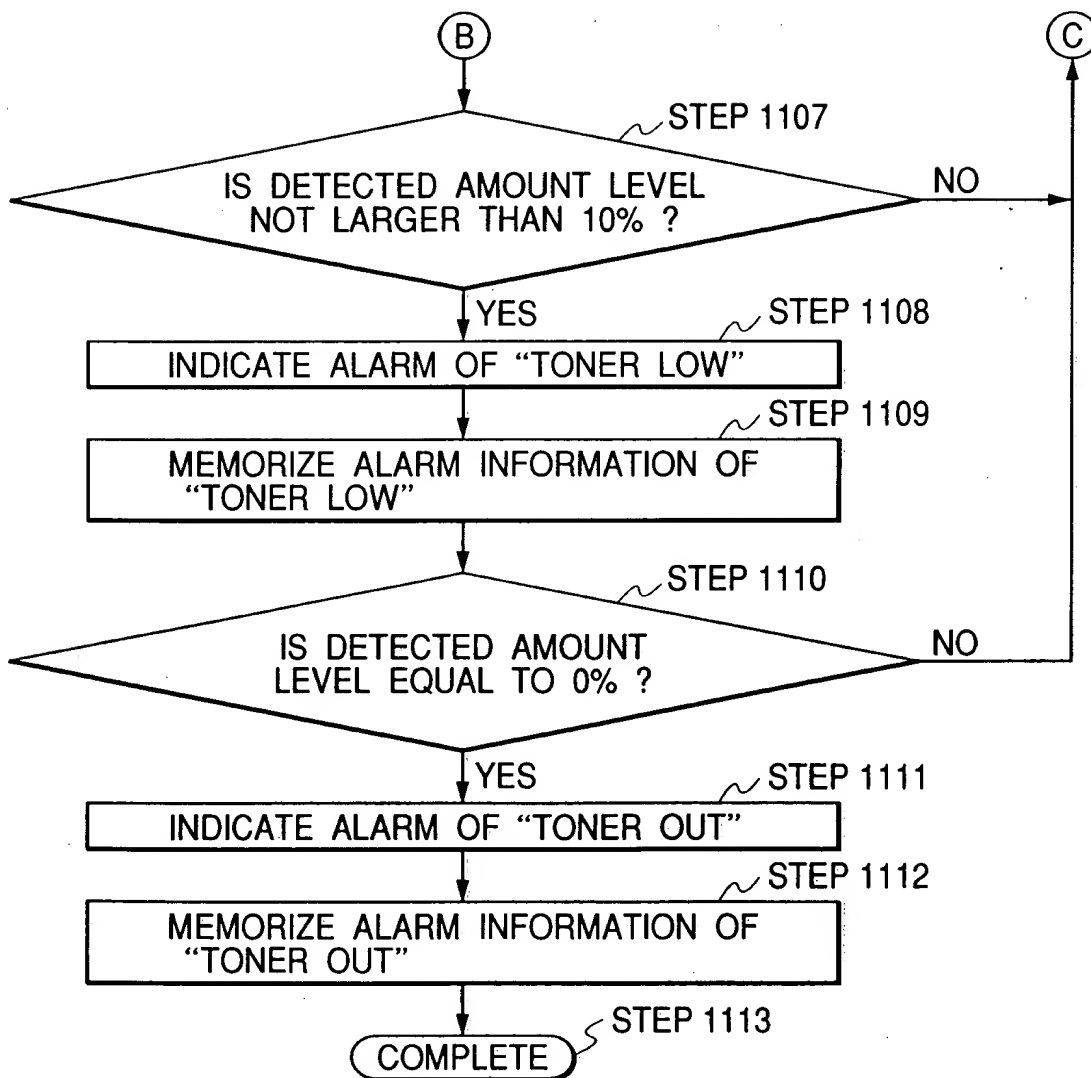 B
C
STEP 1107
IS DETECTED AMOUNT LEVEL
NOT LARGER THAN 10% ?
NO
YES
STEP 1108
INDICATE ALARM OF “TONER LOW”
STEP 1109
MEMORIZE ALARM INFORMATION OF
“TONER LOW”
STEP 1110
IS DETECTED AMOUNT
LEVEL EQUAL TO 0% ?
NO
YES
STEP 1111
INDICATE ALARM OF “TONER OUT”
STEP 1112
MEMORIZE ALARM INFORMATION OF
“TONER OUT”
STEP 1113
COMPLETE